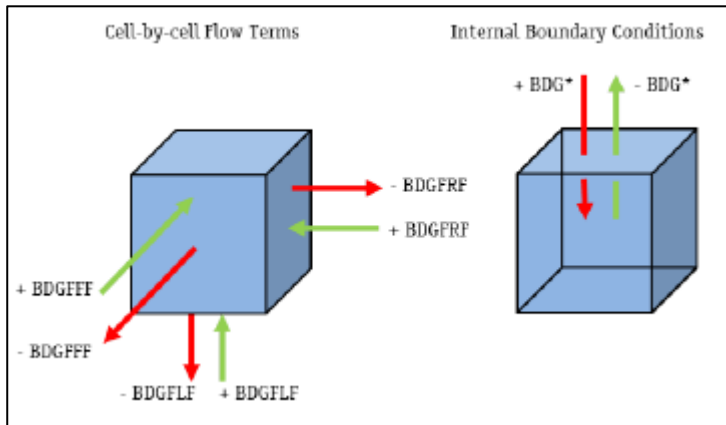 Cell-by-cell Flow Terms
Internal Boundary Conditions
+ BDG* - BDG*
- BDGFRF
+ BDGFRF
+ BDGFFF
- BDGFFF
- BDGFLF + BDGFLF